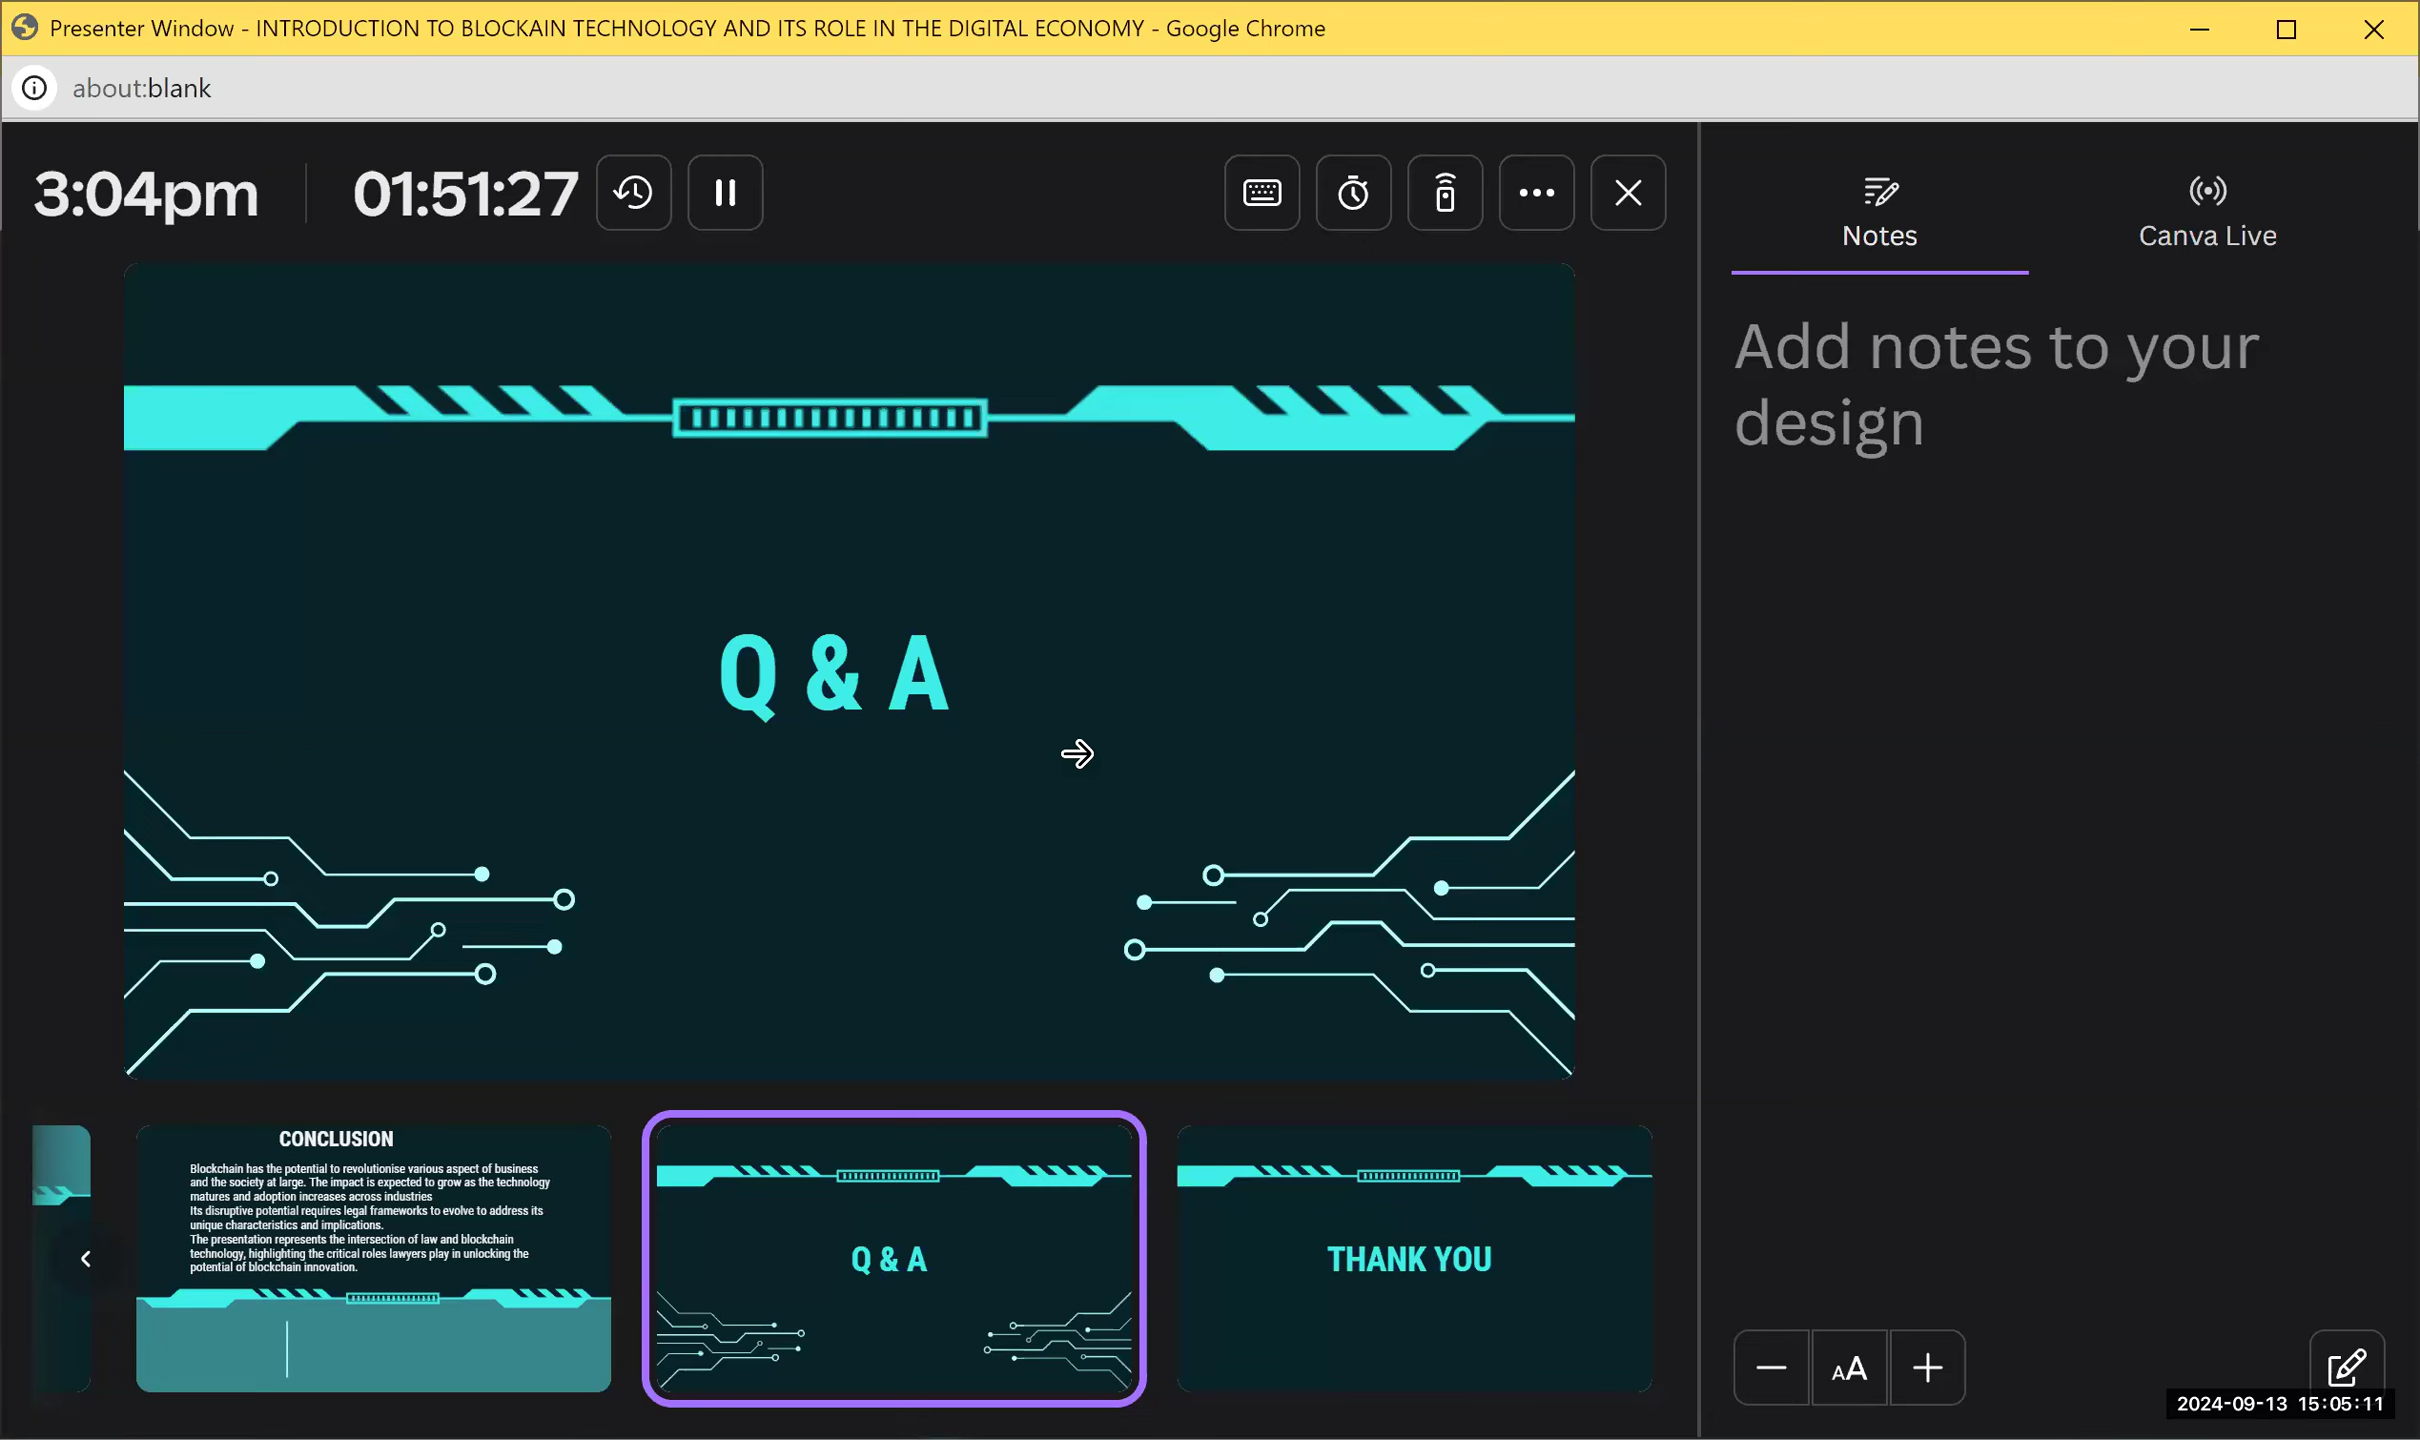 Presenter Window - INTRODUCTION TO BLOCKAIN TECHNOLOGY AND ITS ROLE IN THE DIGITAL ECONOMY - Google Chrome
about:blank
3:04pm
01:51:27
Notes
Canva Live
Add notes to your
design
Q & A
CONCLUSION
Blockchain has the potential to revolutionise various aspect of business
and the society at large. The impact is expected to grow as the technology
matures and adoption increases across industries
Its disruptive potential requires legal frameworks to evolve to address its
unique characteristics and implications.
The presentation represents the intersection of law and blockchain
technology, highlighting the critical roles lawyers play in unlocking the
potential of blockchain innovation.
Q & A
THANK YOU
AA
2024-09-13 15:05:11